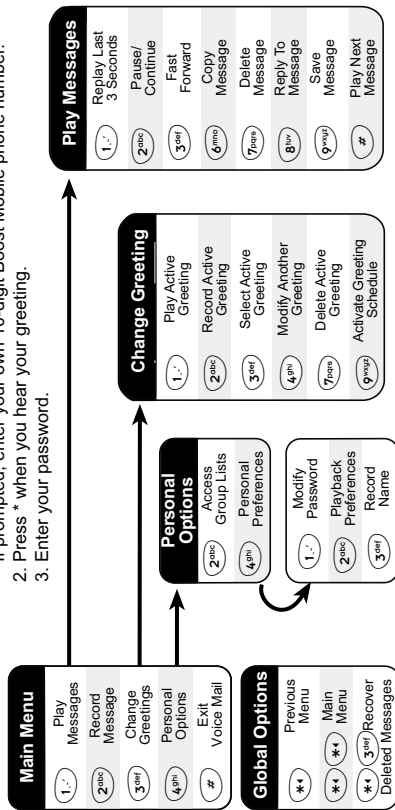 If prompted, enter your own 10-digit Boost Mobile phone number.
2. Press * when you hear your greeting.
3. Enter your password.
Main Menu
1 Play
Messages
2abc Record
Message
3def Change
Greetings
4ghi Personal
Options
# Exit
Voice Mail
Global Options
* Previous
Menu
* * Main
Menu
* 3def Recover
Deleted Messages
Personal
Options
2abc Access
Group Lists
4ghi Personal
Preferences
1 Modify
Password
2abc Playback
Preferences
3def Record
Name
Change Greeting
1 Play Active
Greeting
2abc Record Active
Greeting
3def Select Active
Greeting
4ghi Modify Another
Greeting
7pqrs Delete Active
Greeting
9wxyz Activate Greeting
Schedule
Play Messages
1 Replay Last
3 Seconds
2abc Pause/
Continue
3def Fast
Forward
6mno Copy
Message
7pqrs Delete
Message
8tuv Reply To
Message
9wxyz Save
Message
# Play Next
Message